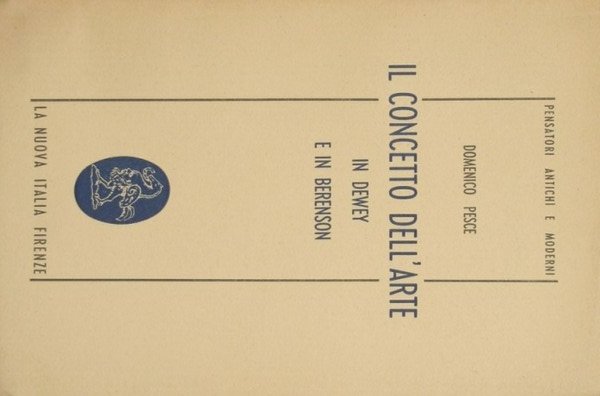 PENSATORI ANTICHI E MODERNI
DOMENICO PESCE
IL CONCETTO DELL'ARTE
IN DEWEY
E IN BERENSON
LA NUOVA ITALIA FIRENZE